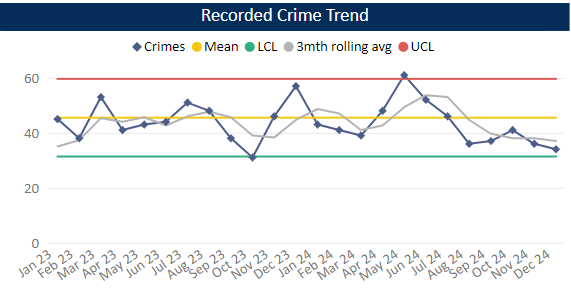 Recorded Crime Trend
Crimes Mean LCL 3mth rolling avg UCL
60
40
20
0
Jan 23 Feb 23 Mar 23 Apr 23 May 23 Jun 23 Jul 23 Aug 23 Sep 23 Oct 23 Nov 23 Dec 23 Jan 24 Feb 24 Mar 24 Apr 24 May 24 Jun 24 Jul 24 Aug 24 Sep 24 Oct 24 Nov 24 Dec 24